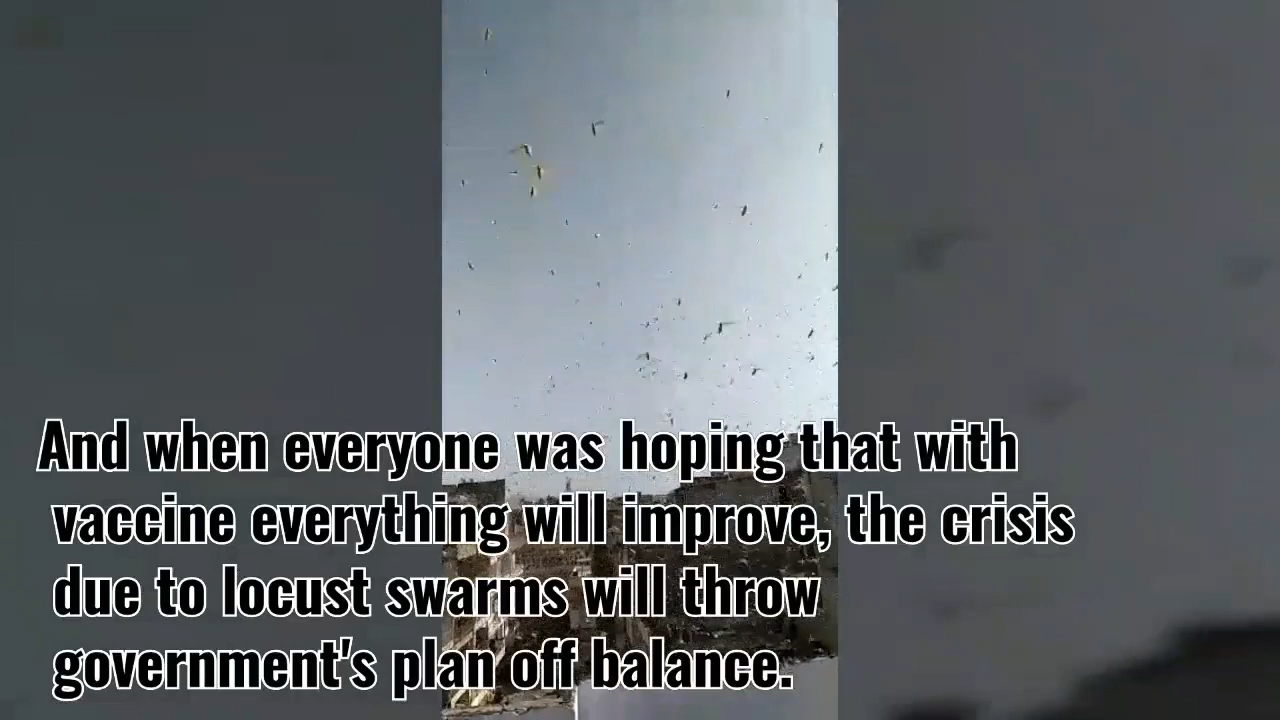 And when everyone was hoping that with
vaccine everything will improve, the crisis
due to locust swarms will throw
government's plan off balance.